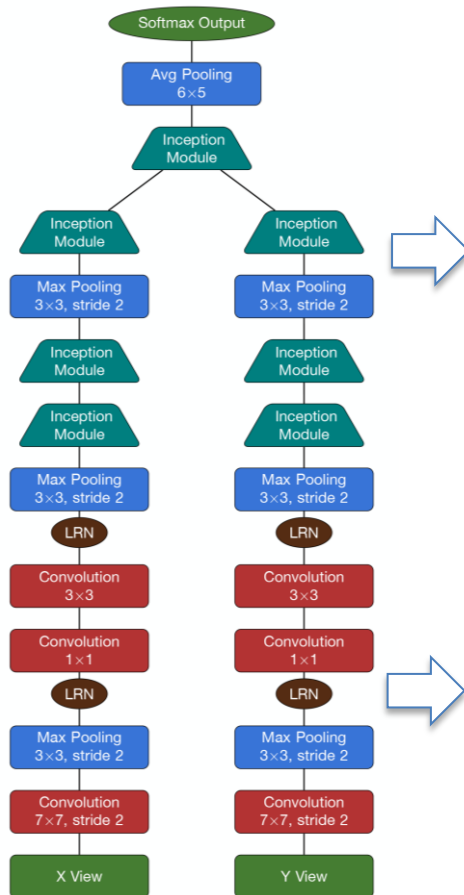 Softmax Output
Avg Pooling
6×5
Inception
Module
Inception
Module
Inception
Module
Max Pooling
3×3, stride 2
Max Pooling
3×3, stride 2
Inception
Module
Inception
Module
Inception
Module
Inception
Module
Max Pooling
3×3, stride 2
Max Pooling
3×3, stride 2
LRN
LRN
Convolution
3×3
Convolution
3×3
Convolution
1×1
Convolution
1×1
LRN
LRN
Max Pooling
3×3, stride 2
Max Pooling
3×3, stride 2
Convolution
7×7, stride 2
Convolution
7×7, stride 2
X View
Y View